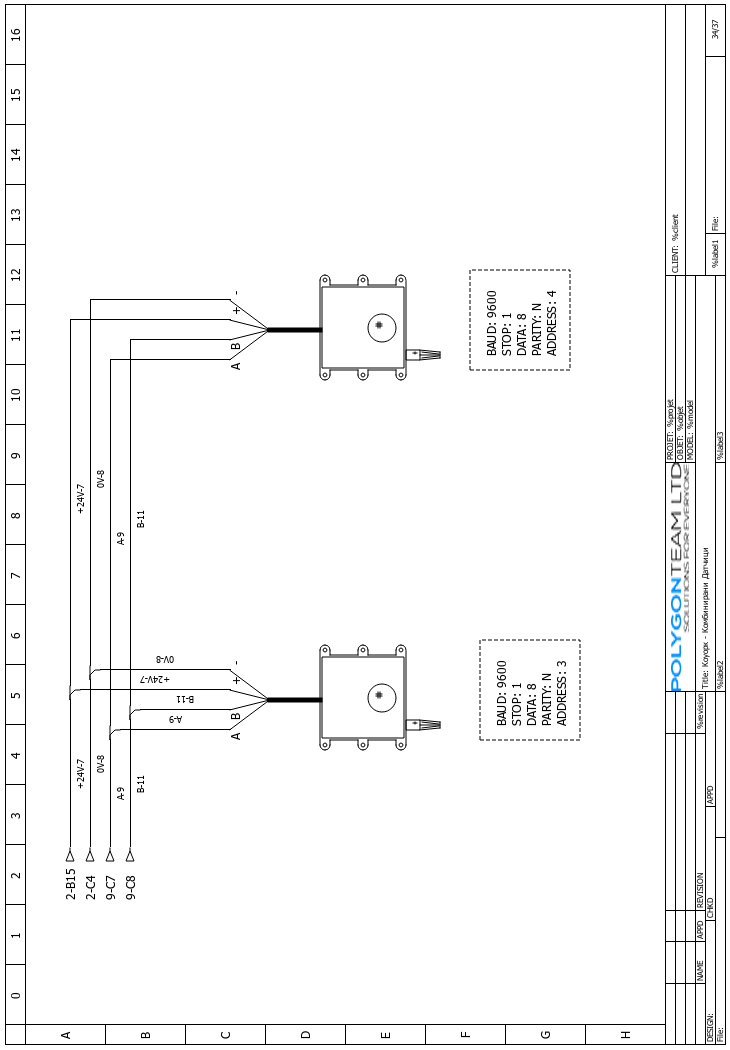 0 1 2 3 4 5 6 7 8 9 10 11 12 13 14 15 16
A
B
C
D
E
F
G
H
2-B15
2-C4
9-C7
9-C8
+24V-7
0V-8
A-9
B-11
A-9
B-11
+24V-7
0V-8
+24V-7
0V-8
A-9
B-11
A B + -
A B + -
BAUD: 9600
STOP: 1
DATA: 8
PARITY: N
ADDRESS: 3
BAUD: 9600
STOP: 1
DATA: 8
PARITY: N
ADDRESS: 4
POLYGONTEAM LTD
SOLUTIONS FOR EVERYONE
PROJET: %projet
OBJET: %objet
MODEL: %model
CLIENT: %client
NAME APPD REVISION
%revision
Title: Коуорк - Комбинирани Датчици
DESIGN: CHKD APPD
File:
%label2
%label3
%label1
File:
34/37